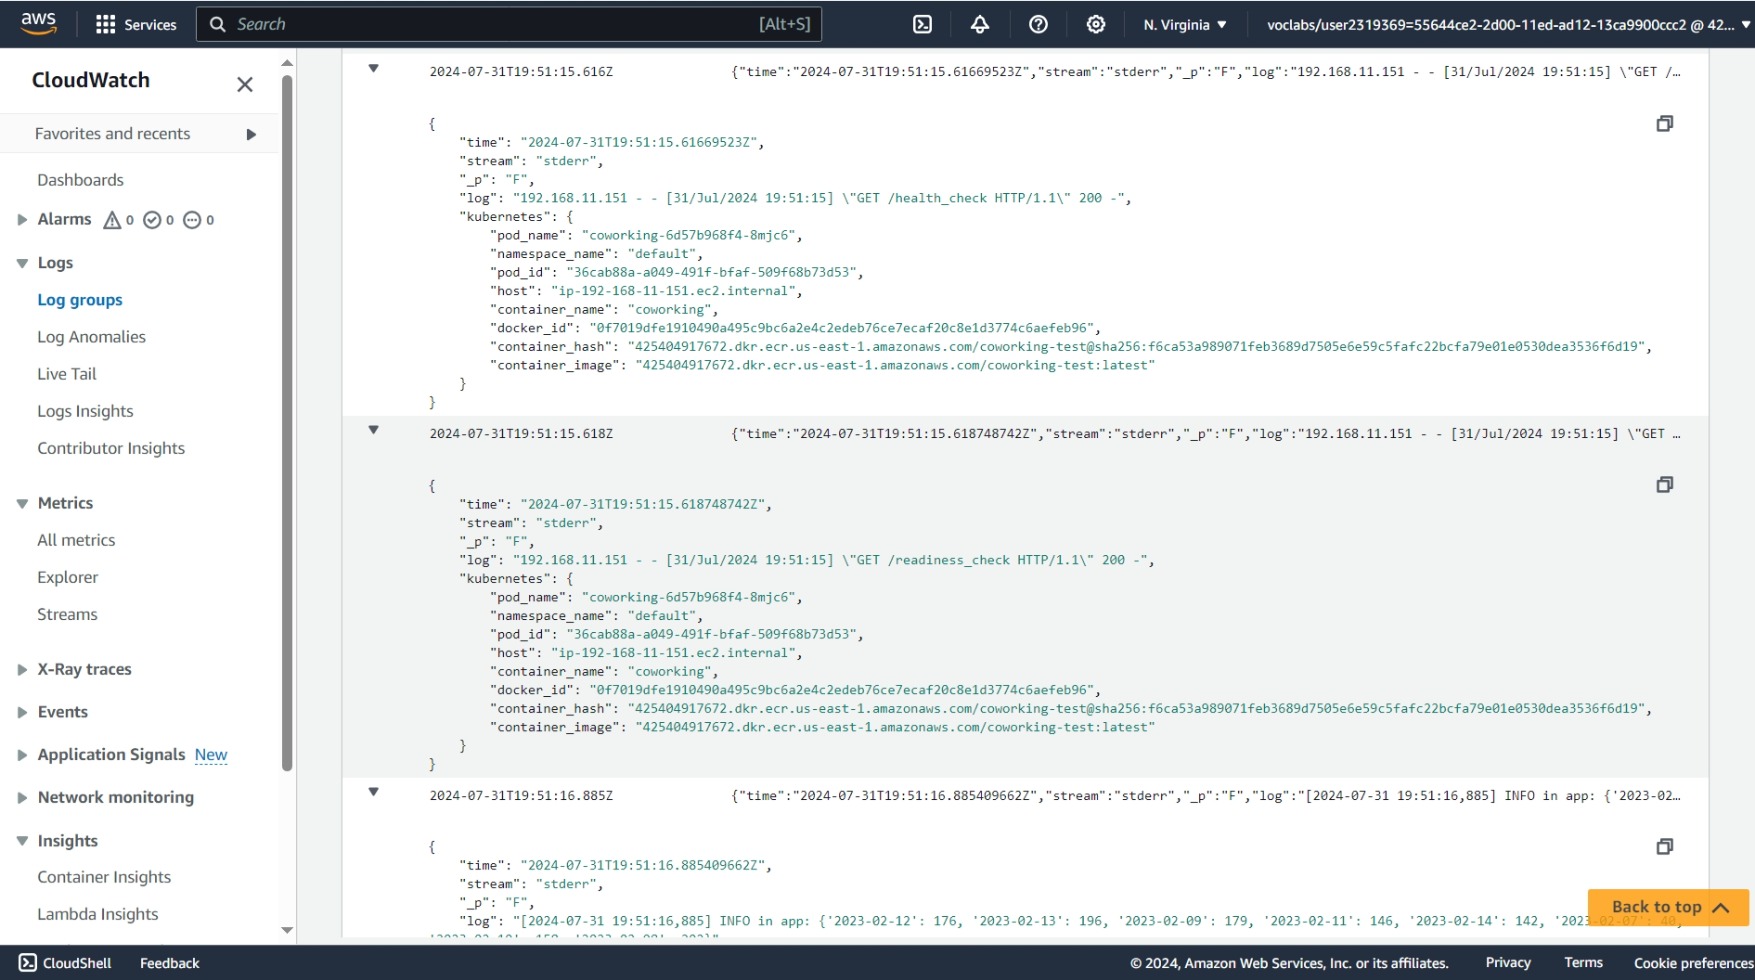 aws
Services
Search
[Alt+S]
N. Virginia
voclabs/user2319369=55644ce2-2d00-11ed-ad12-13ca9900ccc2 @ 42...
CloudWatch
Favorites and recents
Dashboards
Alarms 0 0 0
Logs
Log groups
Log Anomalies
Live Tail
Logs Insights
Contributor Insights
Metrics
All metrics
Explorer
Streams
X-Ray traces
Events
Application Signals New
Network monitoring
Insights
Container Insights
Lambda Insights
2024-07-31T19:51:15.616Z {"time":"2024-07-31T19:51:15.61669523Z","stream":"stderr","_p":"F","log":"192.168.11.151 - - [31/Jul/2024 19:51:15] \"GET /…
{
"time": "2024-07-31T19:51:15.61669523Z",
"stream": "stderr",
"_p": "F",
"log": "192.168.11.151 - - [31/Jul/2024 19:51:15] \"GET /health_check HTTP/1.1\" 200 -",
"kubernetes": {
"pod_name": "coworking-6d57b968f4-8mjc6",
"namespace_name": "default",
"pod_id": "36cab88a-a049-491f-bfaf-509f68b73d53",
"host": "ip-192-168-11-151.ec2.internal",
"container_name": "coworking",
"docker_id": "0f7019dfe1910490a495c9bc6a2e4c2edeb76ce7ecaf20c8e1d3774c6aefeb96",
"container_hash": "425404917672.dkr.ecr.us-east-1.amazonaws.com/coworking-test@sha256:f6ca53a989071feb3689d7505e6e59c5fafc22bcfa79e01e0530dea3536f6d19",
"container_image": "425404917672.dkr.ecr.us-east-1.amazonaws.com/coworking-test:latest"
}
}
2024-07-31T19:51:15.618Z {"time":"2024-07-31T19:51:15.618748742Z","stream":"stderr","_p":"F","log":"192.168.11.151 - - [31/Jul/2024 19:51:15] \"GET …
{
"time": "2024-07-31T19:51:15.618748742Z",
"stream": "stderr",
"_p": "F",
"log": "192.168.11.151 - - [31/Jul/2024 19:51:15] \"GET /readiness_check HTTP/1.1\" 200 -",
"kubernetes": {
"pod_name": "coworking-6d57b968f4-8mjc6",
"namespace_name": "default",
"pod_id": "36cab88a-a049-491f-bfaf-509f68b73d53",
"host": "ip-192-168-11-151.ec2.internal",
"container_name": "coworking",
"docker_id": "0f7019dfe1910490a495c9bc6a2e4c2edeb76ce7ecaf20c8e1d3774c6aefeb96",
"container_hash": "425404917672.dkr.ecr.us-east-1.amazonaws.com/coworking-test@sha256:f6ca53a989071feb3689d7505e6e59c5fafc22bcfa79e01e0530dea3536f6d19",
"container_image": "425404917672.dkr.ecr.us-east-1.amazonaws.com/coworking-test:latest"
}
}
2024-07-31T19:51:16.885Z {"time":"2024-07-31T19:51:16.885409662Z","stream":"stderr","_p":"F","log":"[2024-07-31 19:51:16,885] INFO in app: {'2023-02…
{
"time": "2024-07-31T19:51:16.885409662Z",
"stream": "stderr",
"_p": "F",
"log": "[2024-07-31 19:51:16,885] INFO in app: {'2023-02-12': 176, '2023-02-13': 196, '2023-02-09': 179, '2023-02-11': 146, '2023-02-14': 142,
Back to top
CloudShell
Feedback
© 2024, Amazon Web Services, Inc. or its affiliates.
Privacy
Terms
Cookie preferences